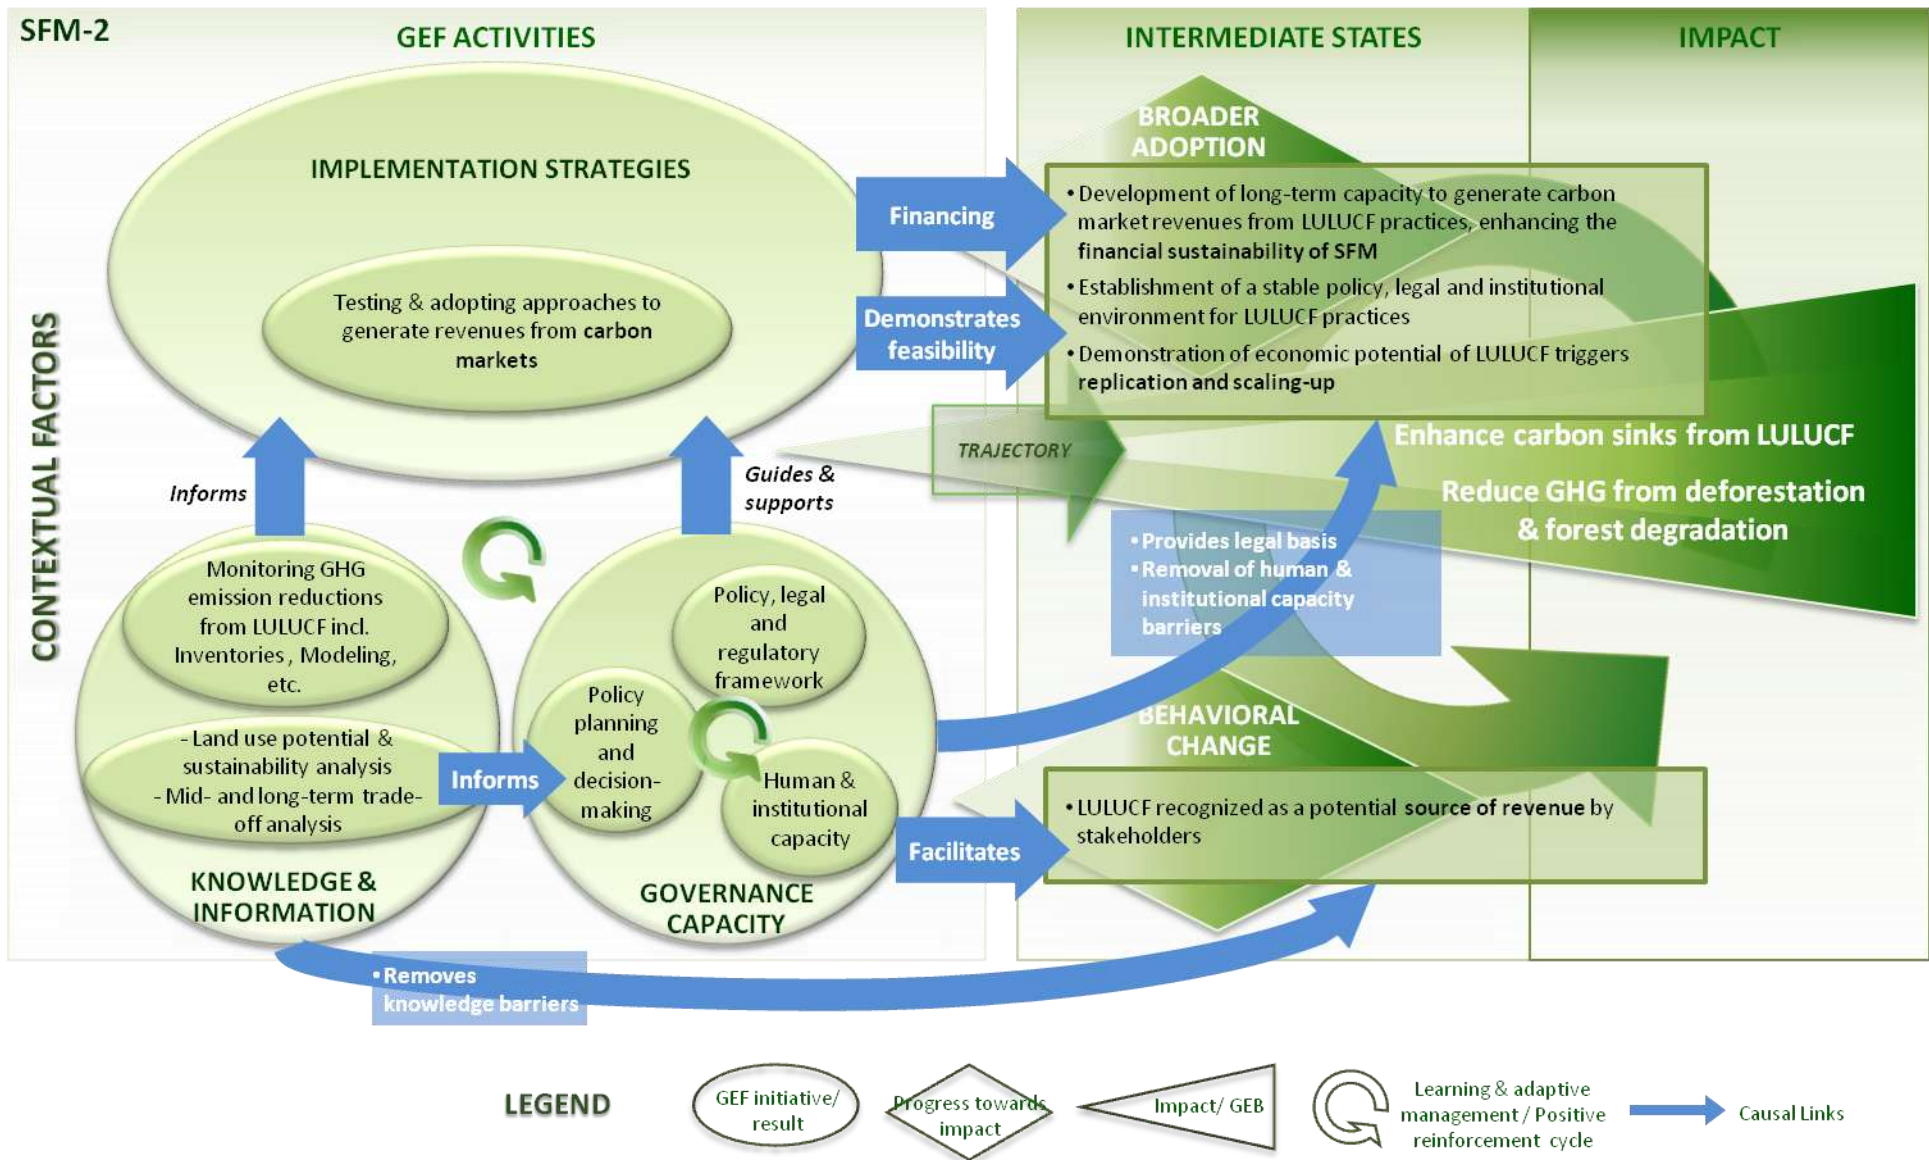 SFM-2
GEF ACTIVITIES
INTERMEDIATE STATES
IMPACT
CONTEXTUAL FACTORS
IMPLEMENTATION STRATEGIES
Testing & adopting approaches to
generate revenues from carbon
markets
Financing
Demonstrates
feasibility
BROADER
ADOPTION
• Development of long-term capacity to generate carbon
market revenues from LULUCF practices, enhancing the
financial sustainability of SFM
• Establishment of a stable policy, legal and institutional
environment for LULUCF practices
• Demonstration of economic potential of LULUCF triggers
replication and scaling-up
TRAJECTORY
Enhance carbon sinks from LULUCF
Reduce GHG from deforestation
& forest degradation
Informs
Guides &
supports
• Provides legal basis
• Removal of human &
institutional capacity
barriers
Monitoring GHG
emission reductions
from LULUCF incl.
Inventories , Modeling,
etc.
- Land use potential &
sustainability analysis
- Mid- and long-term trade-
off analysis
KNOWLEDGE &
INFORMATION
Informs
Policy, legal
and
regulatory
framework
Policy
planning
and
decision-
making
Human &
institutional
capacity
GOVERNANCE
CAPACITY
Facilitates
BEHAVIORAL
CHANGE
• LULUCF recognized as a potential source of revenue by
stakeholders
• Removes
knowledge barriers
LEGEND
GEF initiative/
result
Progress towards
impact
Impact/ GEB
Learning & adaptive
management / Positive
reinforcement cycle
Causal Links